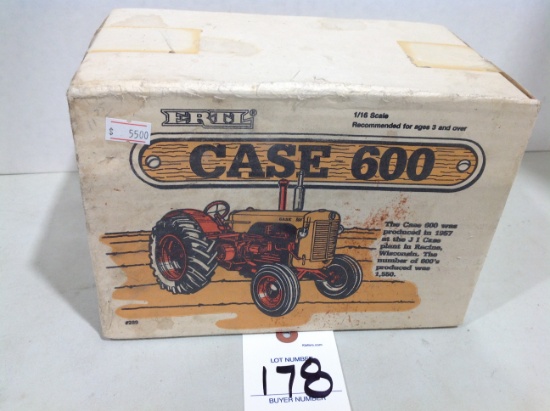 ERTL®
1/16 Scale
Recommended for ages 3 and over
$ 5500
CASE 600
The Case 600 was
produced in 1957
at the J I Case
plant in Racine,
Wisconsin. The
number of 600's
produced was
LOT NUMBER
178
BUYER NUMBER